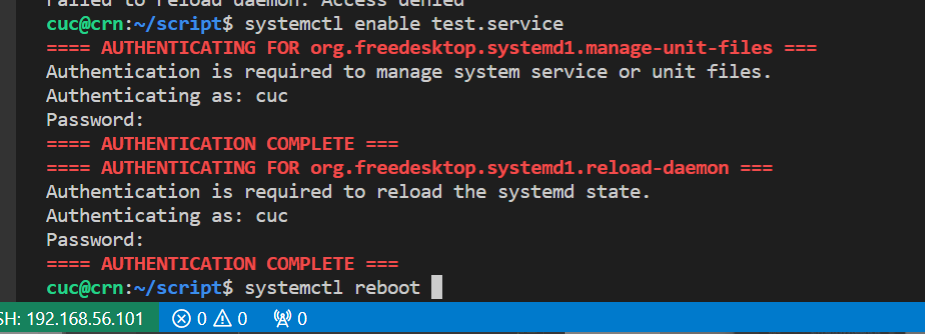 Failed to reload daemon: Access denied
cuc@crn:~/script$ systemctl enable test.service
==== AUTHENTICATING FOR org.freedesktop.systemd1.manage-unit-files ===
Authentication is required to manage system service or unit files.
Authenticating as: cuc
Password:
==== AUTHENTICATION COMPLETE ===
==== AUTHENTICATING FOR org.freedesktop.systemd1.reload-daemon ===
Authentication is required to reload the systemd state.
Authenticating as: cuc
Password:
==== AUTHENTICATION COMPLETE ===
cuc@crn:~/script$ systemctl reboot
SH: 192.168.56.101 0 0 0